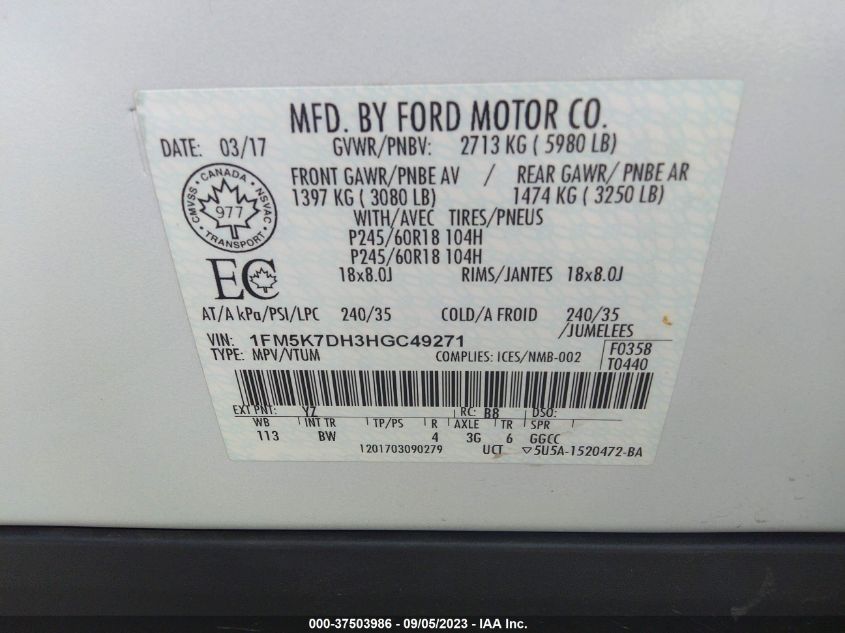 MFD. BY FORD MOTOR CO.
DATE: 03/17 GVWR/PNBV: 2713 KG ( 5980 LB)
FRONT GAWR/PNBE AV / REAR GAWR/ PNBE AR
1397 KG ( 3080 LB) 1474 KG ( 3250 LB)
WITH/AVEC TIRES/PNEUS
P245/60R18 104H
P245/60R18 104H
18x8.0J RIMS/JANTES 18x8.0J
CMVSS • CANADA • NSVAC
977
• TRANSPORT •
EC
AT/A kPa/PSI/LPC 240/35 COLD/A FROID 240/35
/JUMELEES
VIN: 1FM5K7DH3HGC49271
TYPE: MPV/VTUM COMPLIES: ICES/NMB-002
F0358
T0440
EXT PNT: YZ RC: B8 DSO:
WB INT TR TP/PS R AXLE TR SPR
113 BW 4 3G 6 GGCC
1201703090279 UCT ▽5U5A-1520472-BA
000-37503986 - 09/05/2023 - IAA Inc.